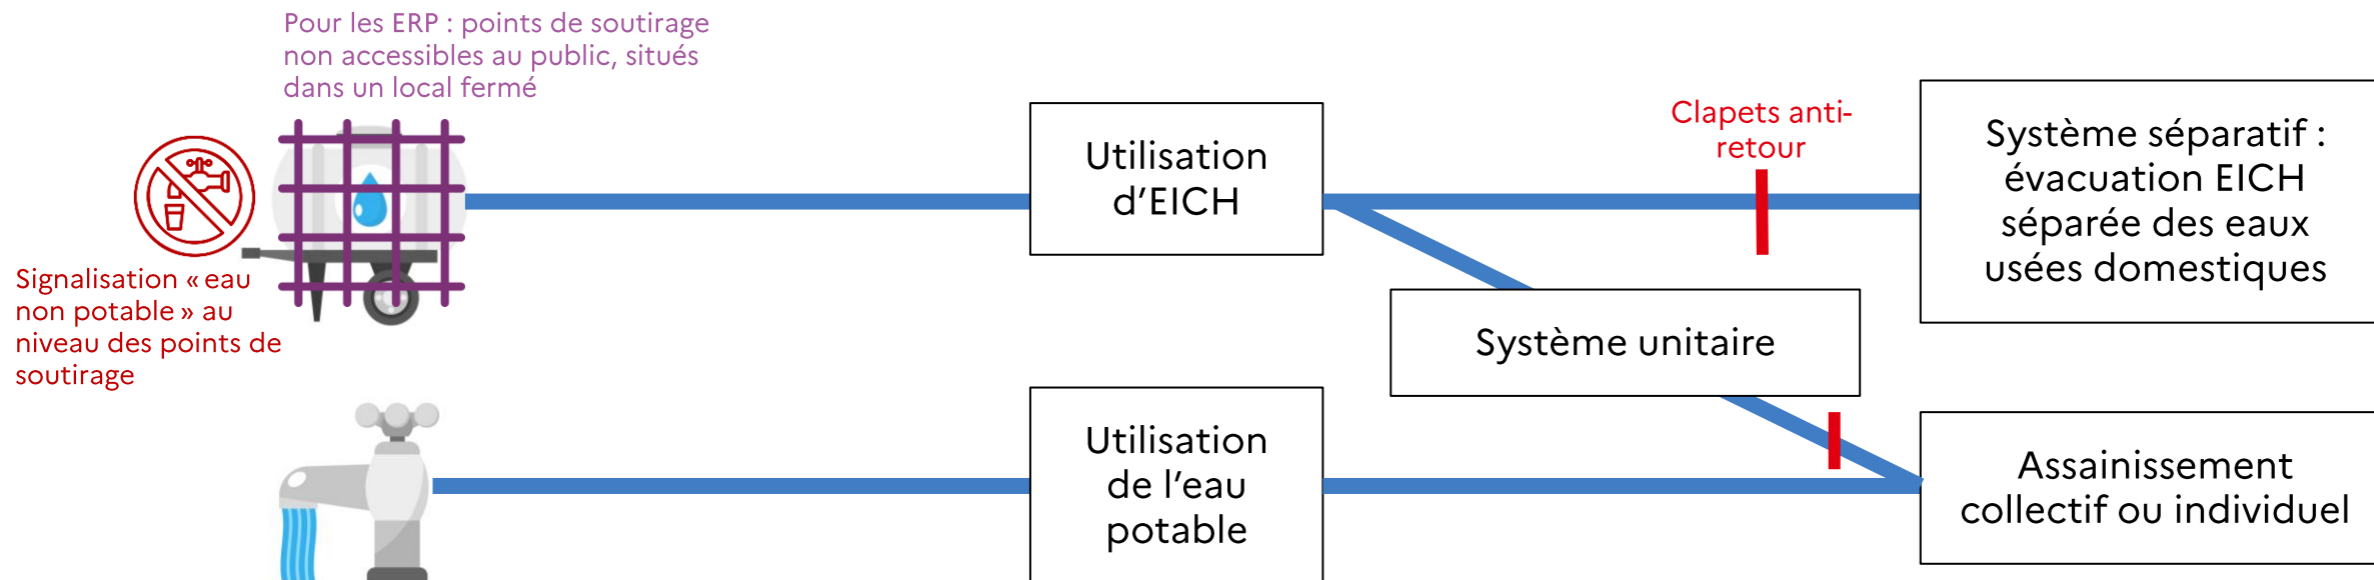 Pour les ERP : points de soutirage
non accessibles au public, situés
dans un local fermé
Signalisation « eau
non potable » au
niveau des points de
soutirage
Utilisation
d’EICH
Clapets anti-
retour
Système séparatif :
évacuation EICH
séparée des eaux
usées domestiques
Système unitaire
Utilisation
de l’eau
potable
Assainissement
collectif ou individuel